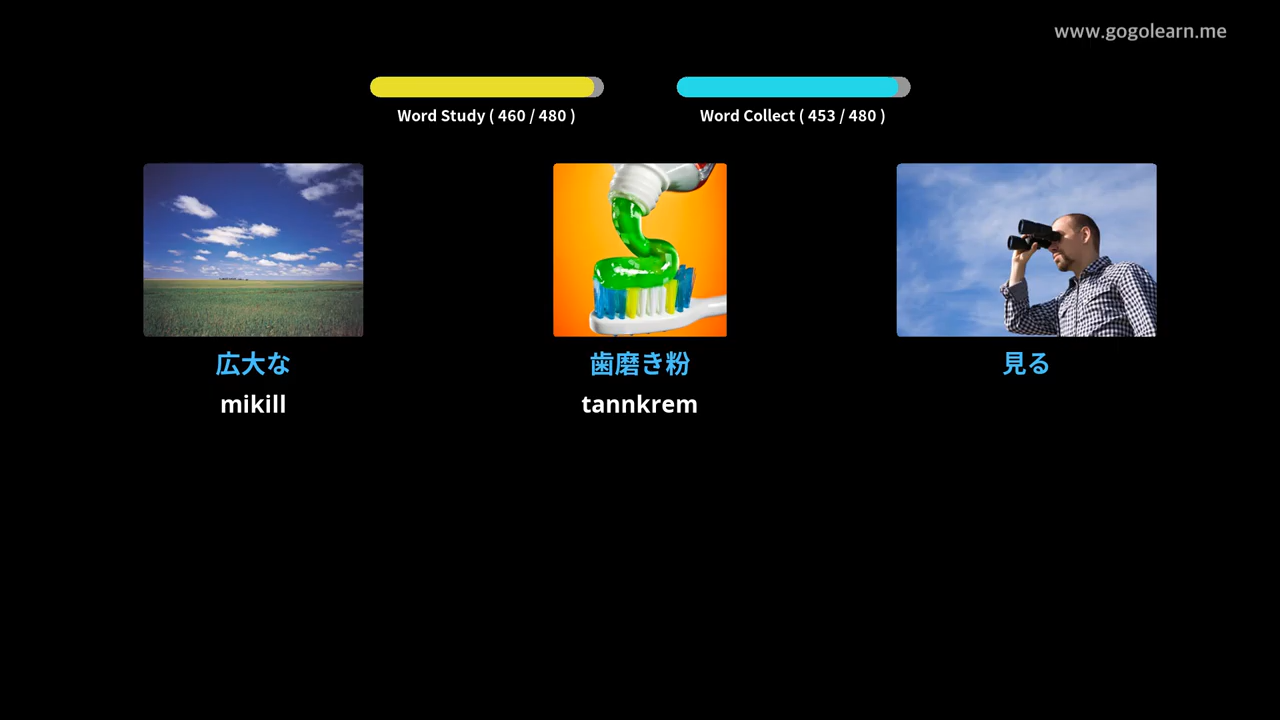 www.gogolearn.me
Word Study ( 460 / 480 )
Word Collect ( 453 / 480 )
広大な
歯磨き粉
見る
mikill
tannkrem